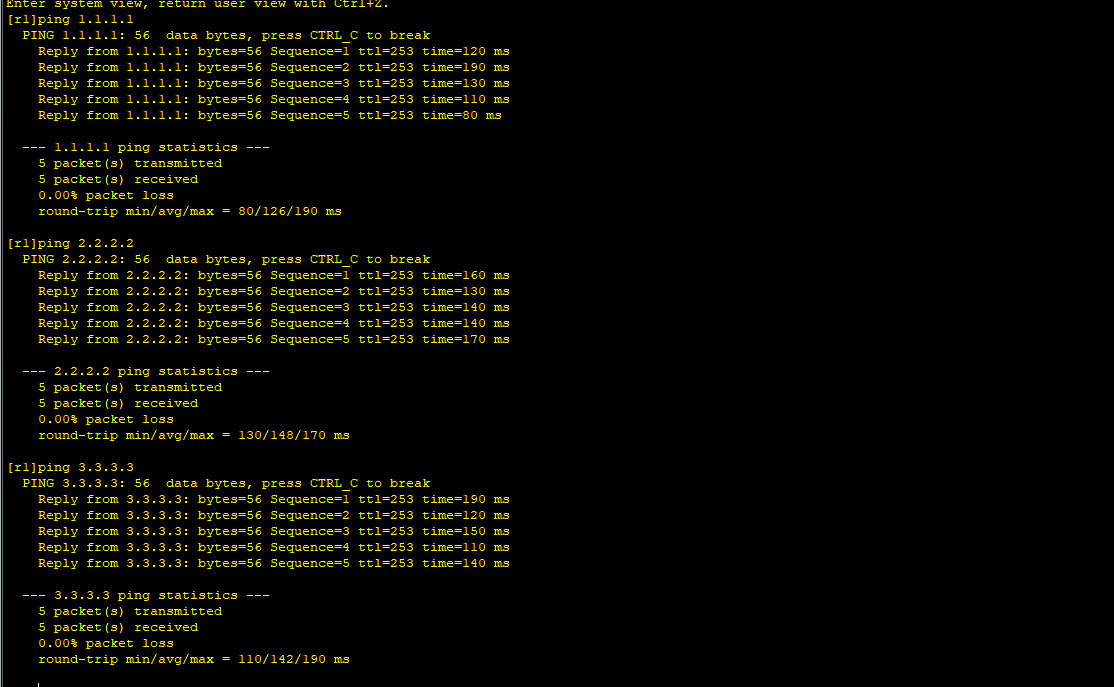 Enter system view, return user view with Ctrl+Z.
[r1]ping 1.1.1.1
  PING 1.1.1.1: 56  data bytes, press CTRL_C to break
    Reply from 1.1.1.1: bytes=56 Sequence=1 ttl=253 time=120 ms
    Reply from 1.1.1.1: bytes=56 Sequence=2 ttl=253 time=190 ms
    Reply from 1.1.1.1: bytes=56 Sequence=3 ttl=253 time=130 ms
    Reply from 1.1.1.1: bytes=56 Sequence=4 ttl=253 time=110 ms
    Reply from 1.1.1.1: bytes=56 Sequence=5 ttl=253 time=80 ms

  --- 1.1.1.1 ping statistics ---
    5 packet(s) transmitted
    5 packet(s) received
    0.00% packet loss
    round-trip min/avg/max = 80/126/190 ms

[r1]ping 2.2.2.2
  PING 2.2.2.2: 56  data bytes, press CTRL_C to break
    Reply from 2.2.2.2: bytes=56 Sequence=1 ttl=253 time=160 ms
    Reply from 2.2.2.2: bytes=56 Sequence=2 ttl=253 time=130 ms
    Reply from 2.2.2.2: bytes=56 Sequence=3 ttl=253 time=140 ms
    Reply from 2.2.2.2: bytes=56 Sequence=4 ttl=253 time=140 ms
    Reply from 2.2.2.2: bytes=56 Sequence=5 ttl=253 time=170 ms

  --- 2.2.2.2 ping statistics ---
    5 packet(s) transmitted
    5 packet(s) received
    0.00% packet loss
    round-trip min/avg/max = 130/148/170 ms

[r1]ping 3.3.3.3
  PING 3.3.3.3: 56  data bytes, press CTRL_C to break
    Reply from 3.3.3.3: bytes=56 Sequence=1 ttl=253 time=190 ms
    Reply from 3.3.3.3: bytes=56 Sequence=2 ttl=253 time=120 ms
    Reply from 3.3.3.3: bytes=56 Sequence=3 ttl=253 time=150 ms
    Reply from 3.3.3.3: bytes=56 Sequence=4 ttl=253 time=110 ms
    Reply from 3.3.3.3: bytes=56 Sequence=5 ttl=253 time=140 ms

  --- 3.3.3.3 ping statistics ---
    5 packet(s) transmitted
    5 packet(s) received
    0.00% packet loss
    round-trip min/avg/max = 110/142/190 ms